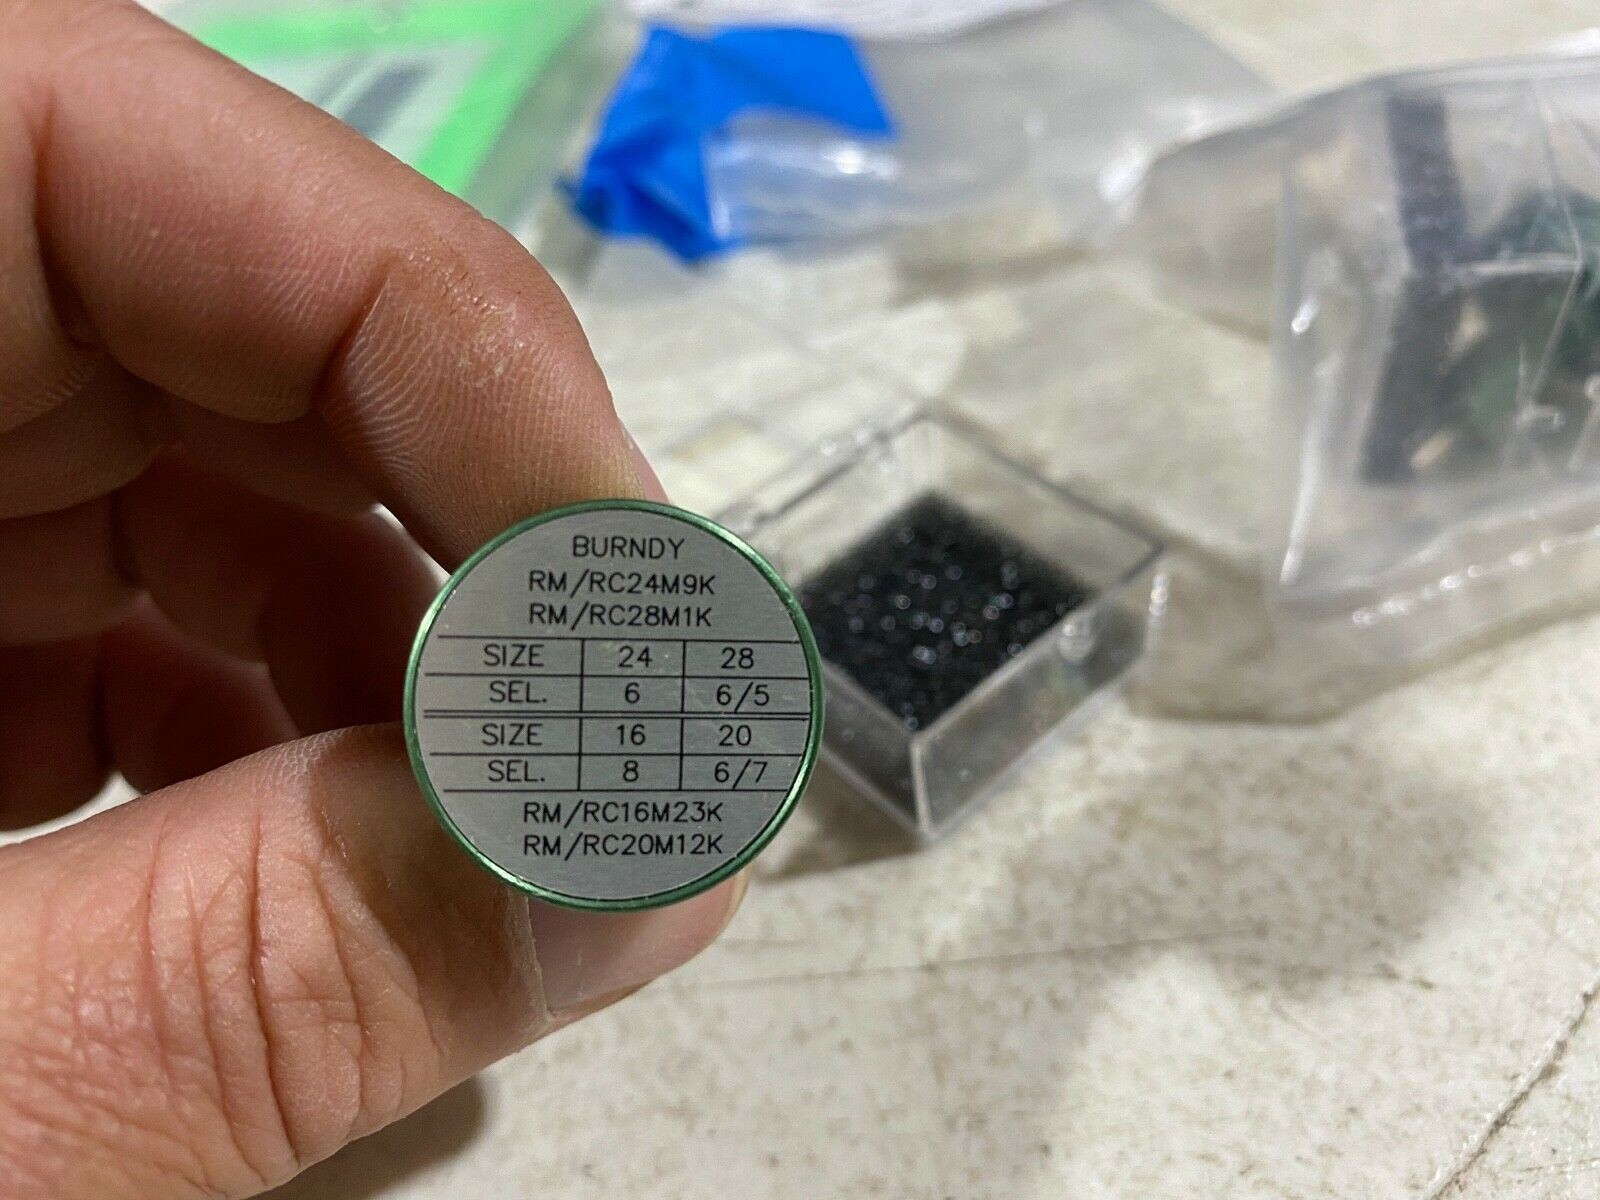 BURNDY
RM/RC24M9K
RM/RC28M1K
SIZE 24 28
SEL. 6 6/5
SIZE 16 20
SEL. 8 6/7
RM/RC16M23K
RM/RC20M12K